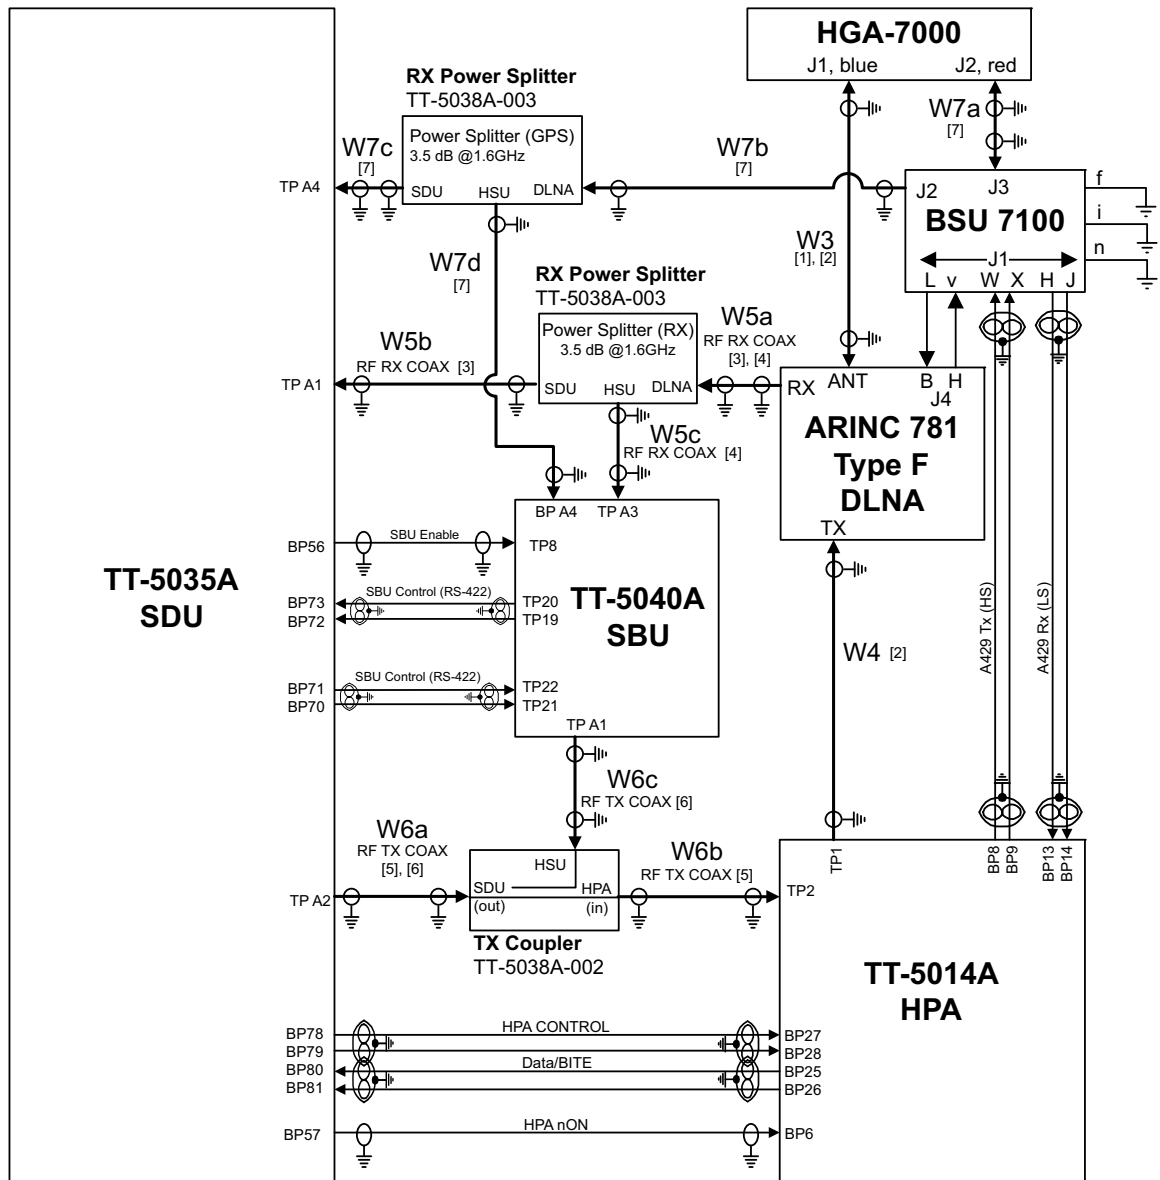 HGA-7000
J1, blue
J2, red
RX Power Splitter
TT-5038A-003
Power Splitter (GPS)
3.5 dB @1.6GHz
SDU
HSU
DLNA
W7c
[7]
W7b
[7]
W7a
[7]
TP A4
J2
J3
BSU 7100
J1
L
v
W
X
H
J
f
i
n
W7d
[7]
W3
[1], [2]
RX Power Splitter
TT-5038A-003
Power Splitter (RX)
3.5 dB @1.6GHz
SDU
HSU
DLNA
W5b
RF RX COAX [3]
W5a
RF RX COAX
[3], [4]
TP A1
RX
ANT
B
H
J4
ARINC 781
Type F
DLNA
TX
W5c
RF RX COAX [4]
BP A4
TP A3
BP56
SBU Enable
TP8
TT-5035A
SDU
BP73
BP72
SBU Control (RS-422)
TP20
TP19
TT-5040A
SBU
BP71
BP70
SBU Control (RS-422)
TP22
TP21
TP A1
W4 [2]
A429 Tx (HS)
A429 Rx (LS)
W6c
RF TX COAX [6]
W6a
RF TX COAX
[5], [6]
W6b
RF TX COAX [5]
TP A2
HSU
SDU
(out)
HPA
(in)
TX Coupler
TT-5038A-002
TP1
BP8
BP9
BP13
BP14
TP2
TT-5014A
HPA
BP78
BP79
BP80
BP81
HPA CONTROL
Data/BITE
BP27
BP28
BP25
BP26
BP57
HPA nON
BP6